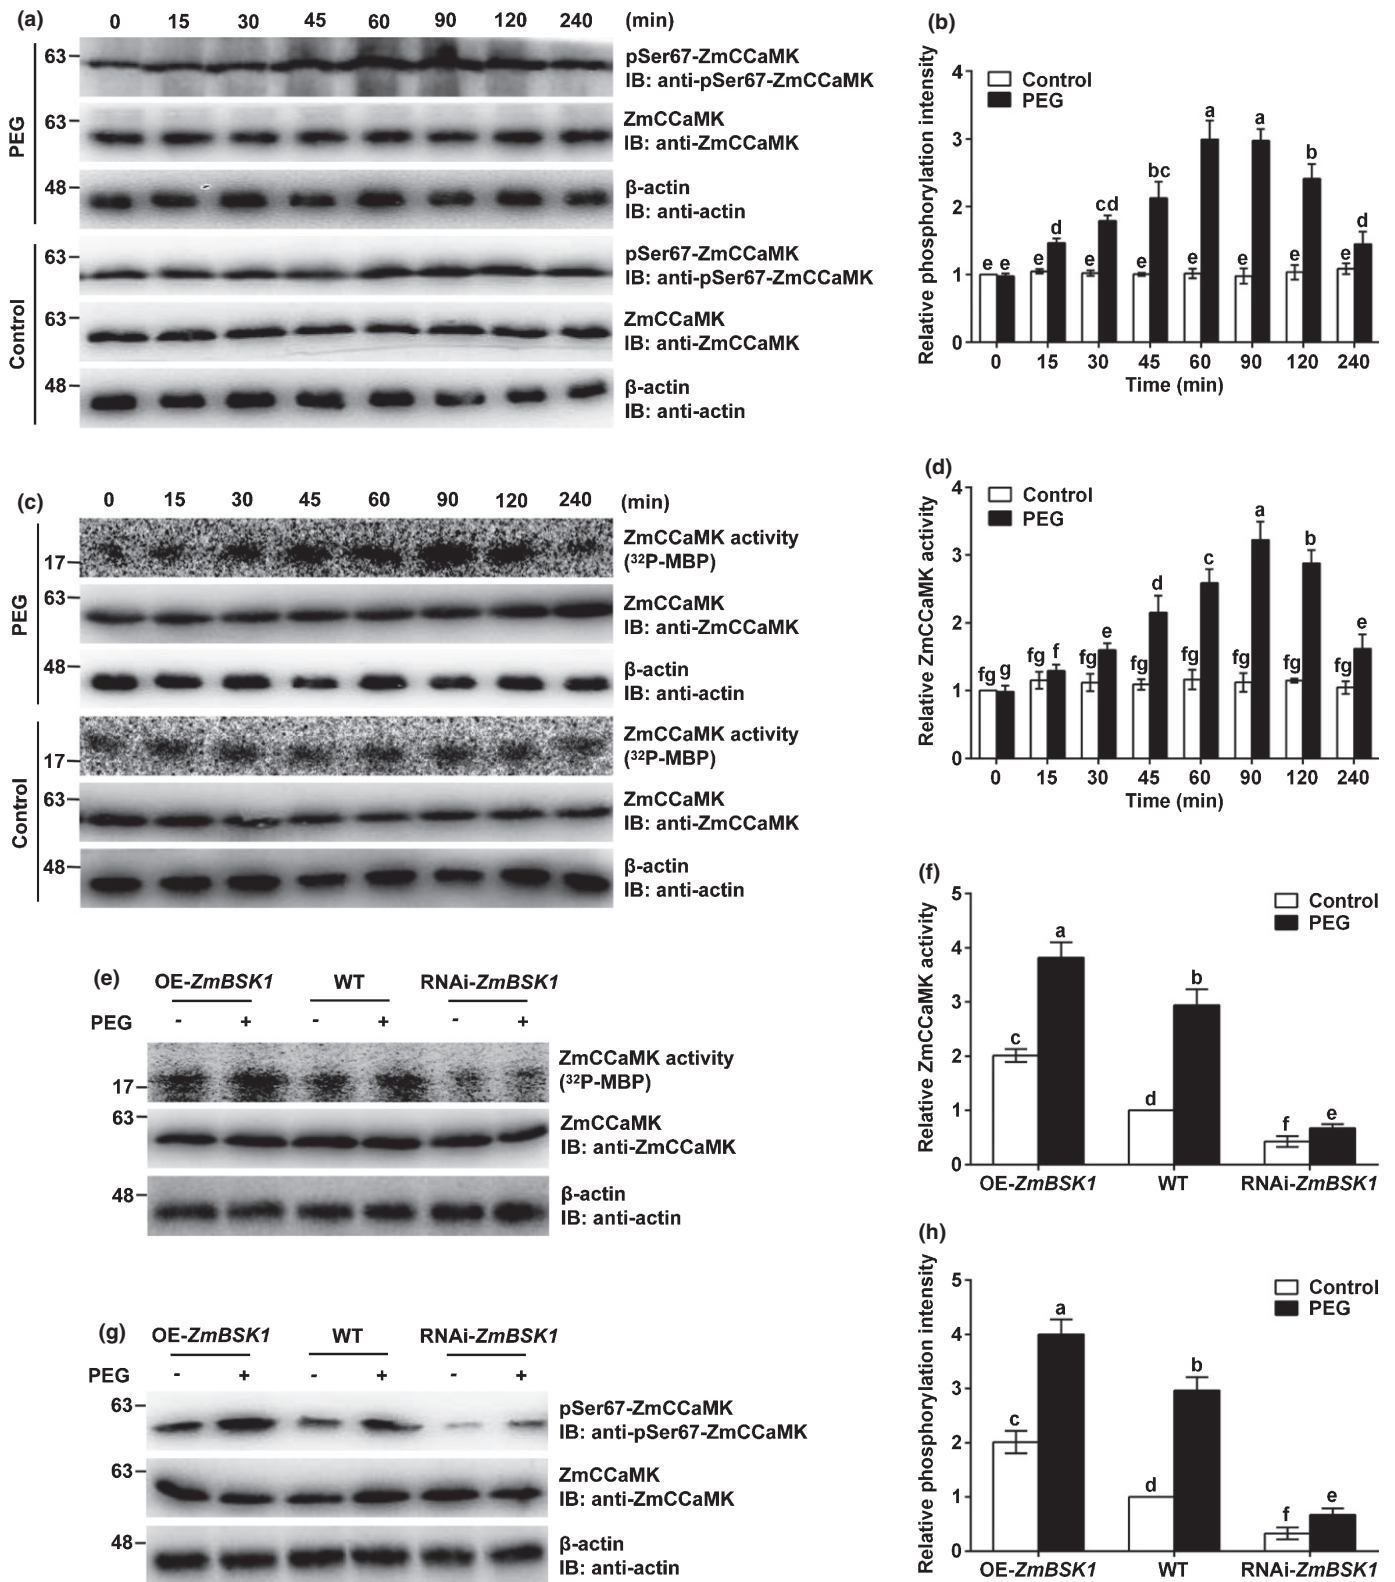 (a)
0 15 30 45 60 90 120 240 (min)
PEG
63
pSer67-ZmCCaMK
IB: anti-pSer67-ZmCCaMK
63
ZmCCaMK
IB: anti-ZmCCaMK
48
β-actin
IB: anti-actin
Control
63
pSer67-ZmCCaMK
IB: anti-pSer67-ZmCCaMK
63
ZmCCaMK
IB: anti-ZmCCaMK
48
β-actin
IB: anti-actin
(b)
Relative phosphorylation intensity
Control
PEG
4
3
2
1
0
e e e d e cd e bc e a e a e b e d
0 15 30 45 60 90 120 240
Time (min)
(c)
0 15 30 45 60 90 120 240 (min)
PEG
17
ZmCCaMK activity
(³²P-MBP)
63
ZmCCaMK
IB: anti-ZmCCaMK
48
β-actin
IB: anti-actin
Control
17
ZmCCaMK activity
(³²P-MBP)
63
ZmCCaMK
IB: anti-ZmCCaMK
48
β-actin
IB: anti-actin
(d)
Relative ZmCCaMK activity
Control
PEG
4
3
2
1
0
fg g fg f fg e fg d fg c fg a fg b fg e
0 15 30 45 60 90 120 240
Time (min)
(e)
OE-ZmBSK1 WT RNAi-ZmBSK1
PEG - + - + - +
17
ZmCCaMK activity
(³²P-MBP)
63
ZmCCaMK
IB: anti-ZmCCaMK
48
β-actin
IB: anti-actin
(f)
Relative ZmCCaMK activity
Control
PEG
5
4
3
2
1
0
c a d b f e
OE-ZmBSK1 WT RNAi-ZmBSK1
(g)
OE-ZmBSK1 WT RNAi-ZmBSK1
PEG - + - + - +
63
pSer67-ZmCCaMK
IB: anti-pSer67-ZmCCaMK
63
ZmCCaMK
IB: anti-ZmCCaMK
48
β-actin
IB: anti-actin
(h)
Relative phosphorylation intensity
Control
PEG
5
4
3
2
1
0
c a d b f e
OE-ZmBSK1 WT RNAi-ZmBSK1